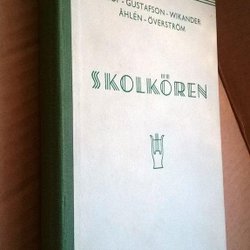 GUSTAFSON - WIKANDER
ÅHLÉN - ÖVERSTRÖM
SKOLKÖREN